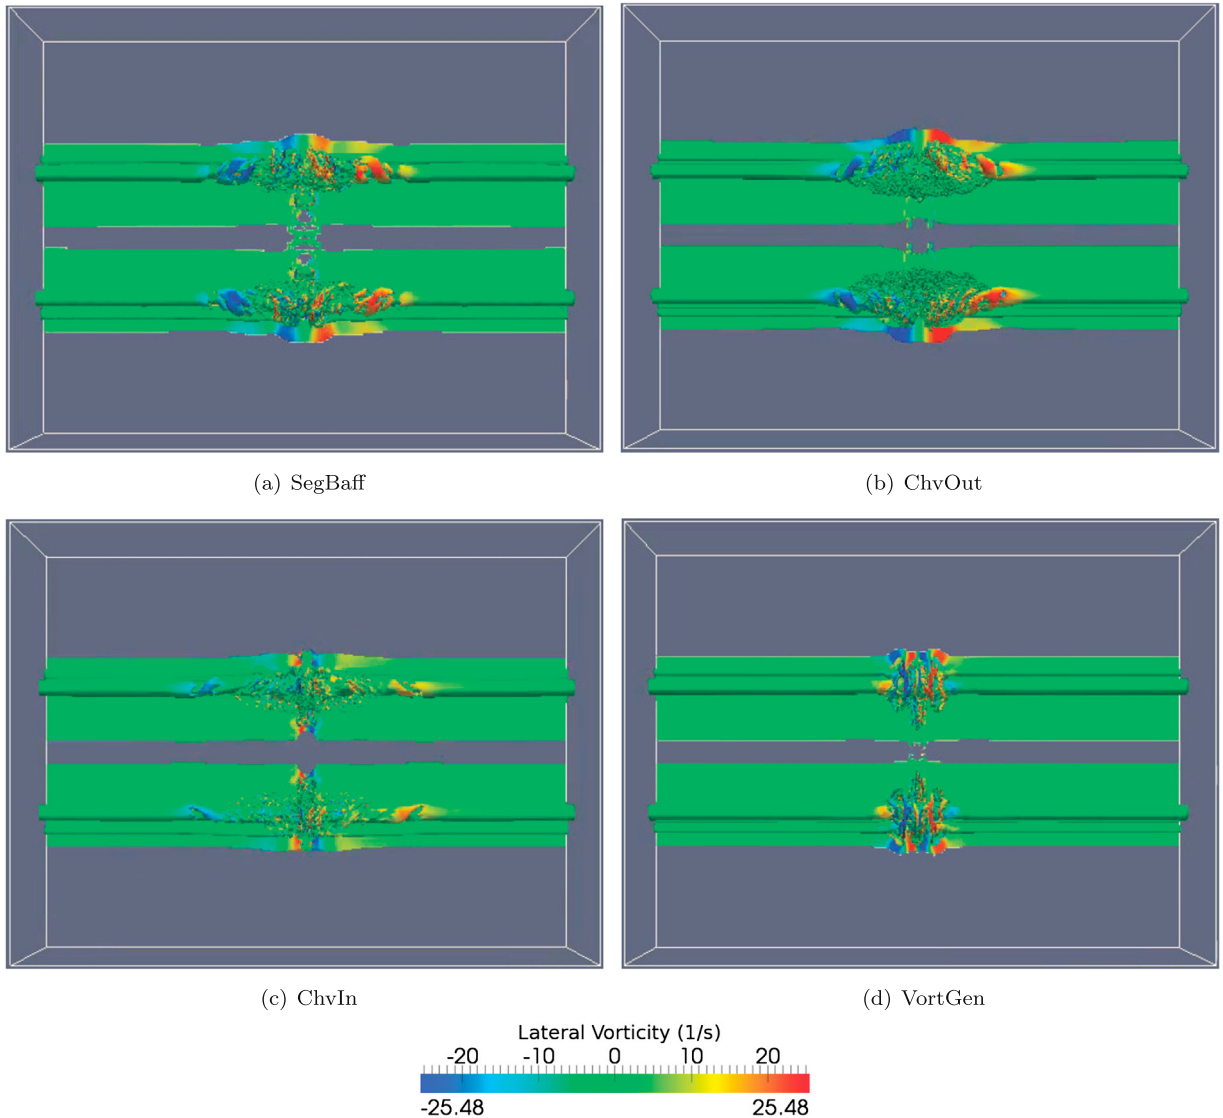 (a) SegBaff
(b) ChvOut
(c) ChvIn
(d) VortGen
Lateral Vorticity (1/s)
-20 -10 0 10 20
-25.48 25.48